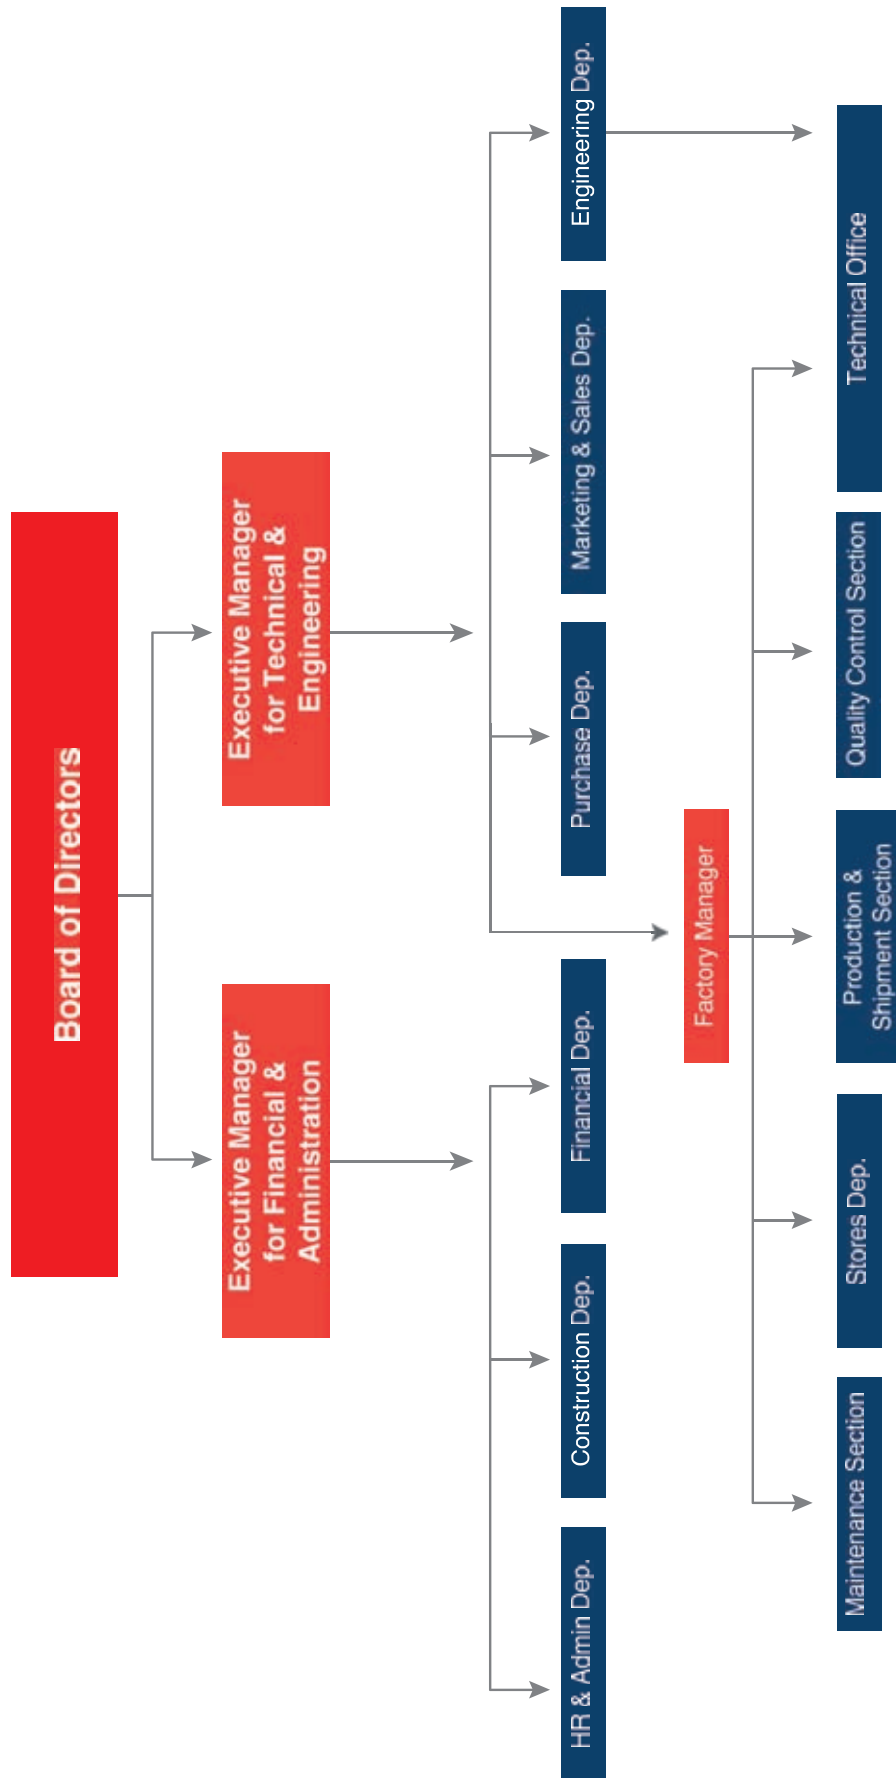 Board of Directors
Executive Manager
for Financial &
Administration
Executive Manager
for Technical &
Engineering
HR & Admin Dep.
Construction Dep.
Financial Dep.
Purchase Dep.
Marketing & Sales Dep.
Engineering Dep.
Factory Manager
Maintenance Section
Stores Dep.
Production &
Shipment Section
Quality Control Section
Technical Office